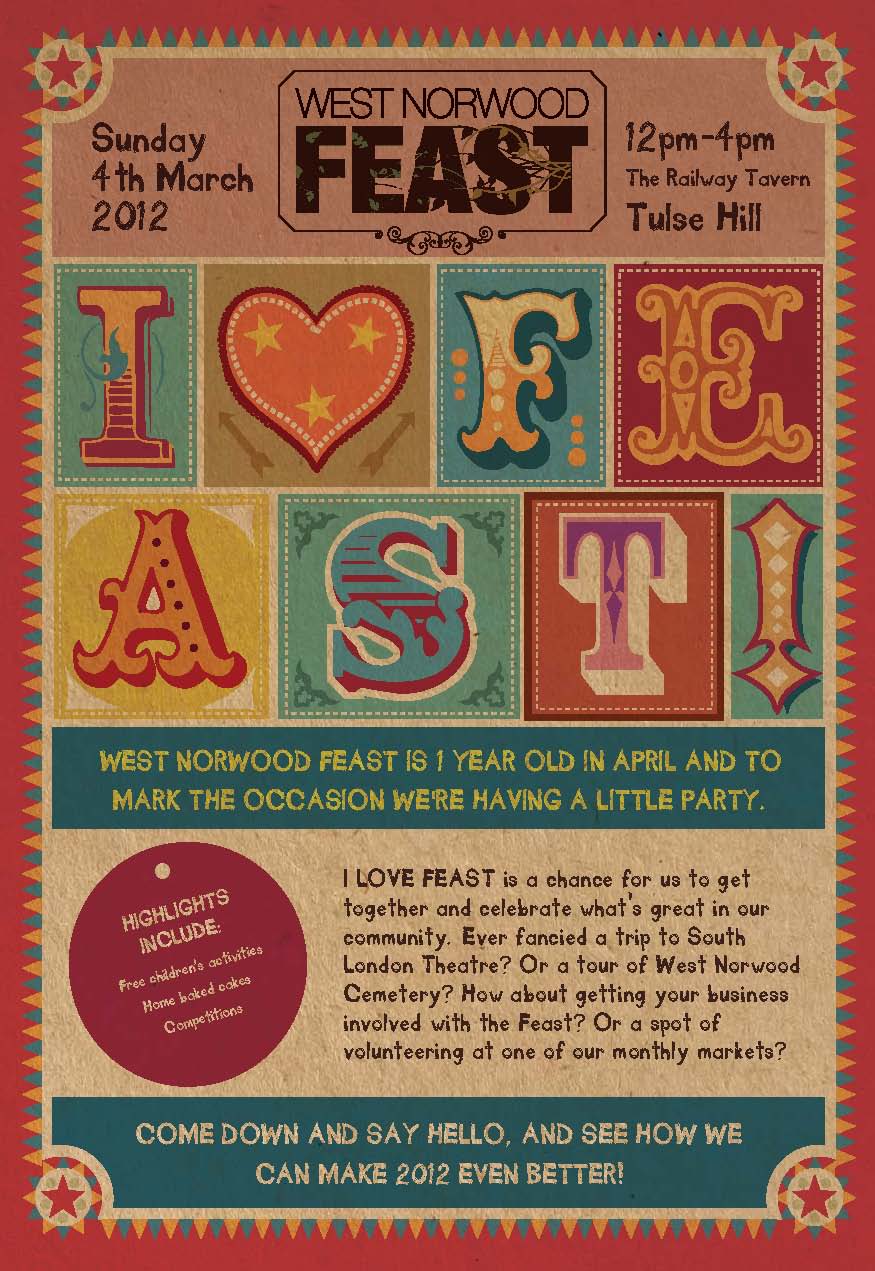 Sunday
4th March
2012
WEST NORWOOD
FEAST
12pm-4pm
The Railway Tavern
Tulse Hill
I F E
A S T !
WEST NORWOOD FEAST IS 1 YEAR OLD IN APRIL AND TO
MARK THE OCCASION WE'RE HAVING A LITTLE PARTY.
HIGHLIGHTS
INCLUDE:
Free children's activities
Home baked cakes
Competitions
I LOVE FEAST is a chance for us to get
together and celebrate what's great in our
community. Ever fancied a trip to South
London Theatre? Or a tour of West Norwood
Cemetery? How about getting your business
involved with the Feast? Or a spot of
volunteering at one of our monthly markets?
COME DOWN AND SAY HELLO, AND SEE HOW WE
CAN MAKE 2012 EVEN BETTER!